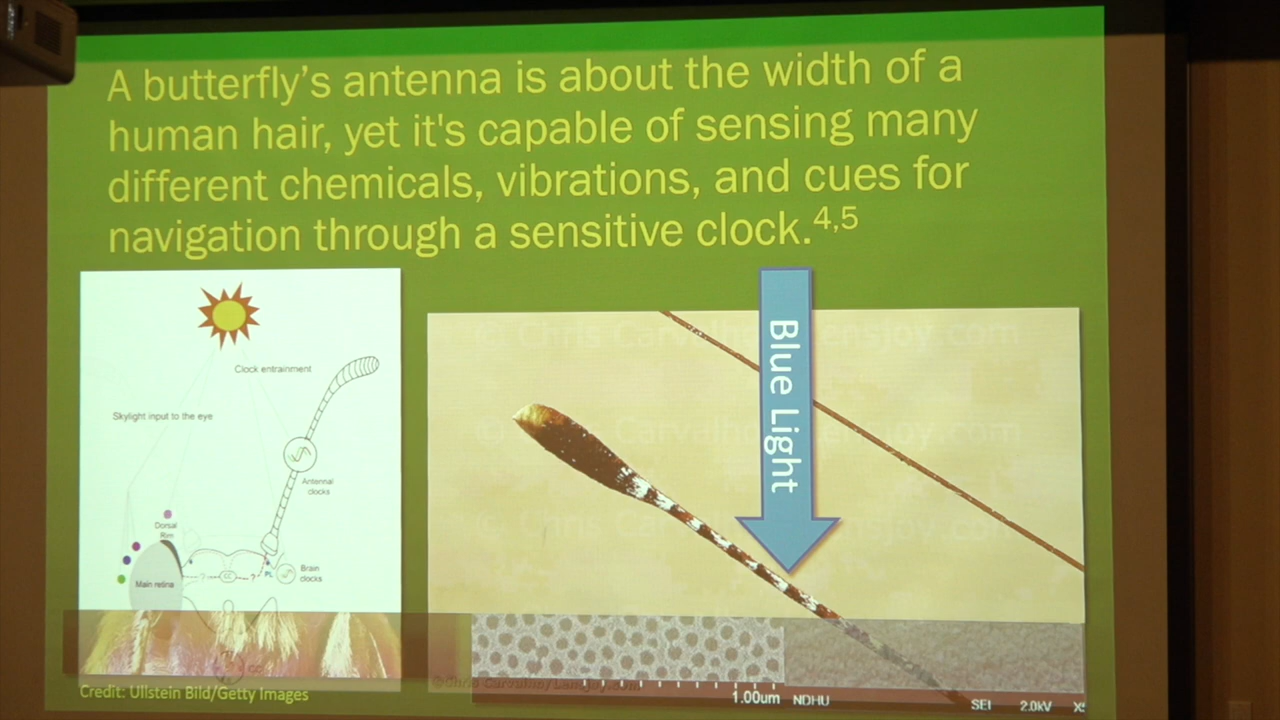 A butterfly's antenna is about the width of a
human hair, yet it's capable of sensing many
different chemicals, vibrations, and cues for
navigation through a sensitive clock.4,5
Clock entrainment
Skylight input to the eye
Antennal
clocks
Dorsal
Rim
Main retina
CC
PL
Brain
clocks
Blue Light
© Chris Carvalho/Lensjoy.com
Credit: Ullstein Bild/Getty Images
1.00um NDHU
SEI 2.0kV